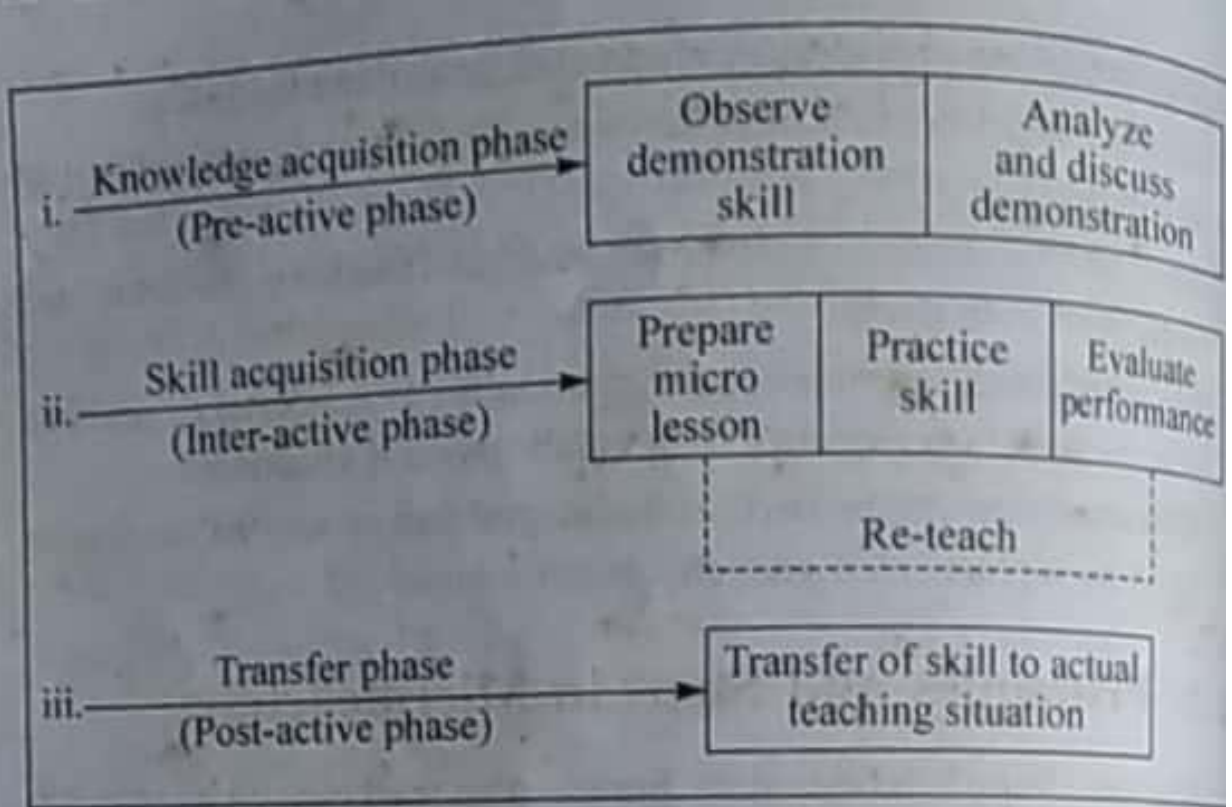 i. Knowledge acquisition phase
(Pre-active phase)
Observe
demonstration
skill
Analyze
and discuss
demonstration
ii. Skill acquisition phase
(Inter-active phase)
Prepare
micro
lesson
Practice
skill
Evaluate
performance
Re-teach
iii. Transfer phase
(Post-active phase)
Transfer of skill to actual
teaching situation